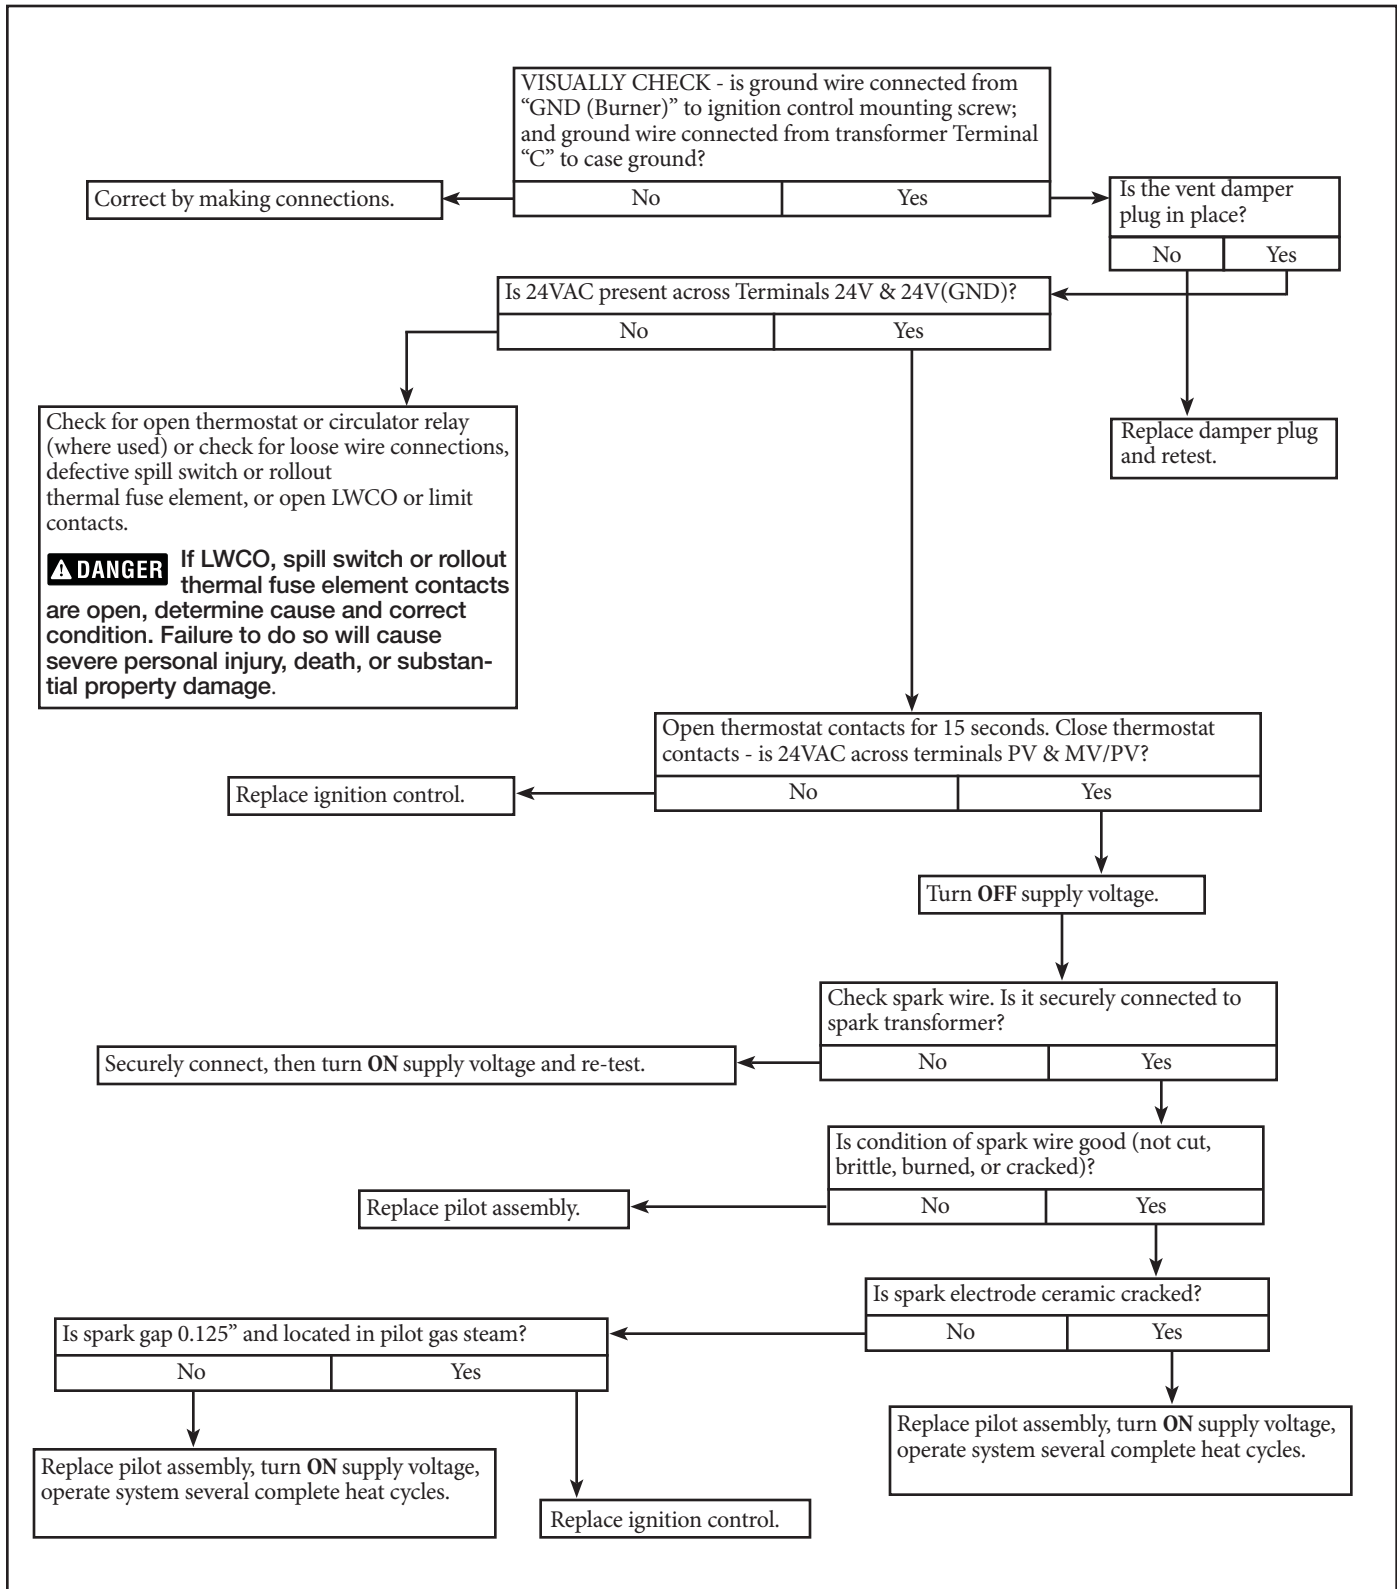 VISUALLY CHECK - is ground wire connected from
“GND (Burner)” to ignition control mounting screw;
and ground wire connected from transformer Terminal
“C” to case ground?
No
Yes
Correct by making connections.
Is the vent damper
plug in place?
No
Yes
Is 24VAC present across Terminals 24V & 24V(GND)?
No
Yes
Check for open thermostat or circulator relay
(where used) or check for loose wire connections,
defective spill switch or rollout
thermal fuse element, or open LWCO or limit
contacts.
DANGER If LWCO, spill switch or rollout
thermal fuse element contacts
are open, determine cause and correct
condition. Failure to do so will cause
severe personal injury, death, or substan-
tial property damage.
Replace damper plug
and retest.
Open thermostat contacts for 15 seconds. Close thermostat
contacts - is 24VAC across terminals PV & MV/PV?
No
Yes
Replace ignition control.
Turn OFF supply voltage.
Check spark wire. Is it securely connected to
spark transformer?
No
Yes
Securely connect, then turn ON supply voltage and re-test.
Is condition of spark wire good (not cut,
brittle, burned, or cracked)?
No
Yes
Replace pilot assembly.
Is spark electrode ceramic cracked?
No
Yes
Is spark gap 0.125” and located in pilot gas steam?
No
Yes
Replace pilot assembly, turn ON supply voltage,
operate system several complete heat cycles.
Replace pilot assembly, turn ON supply voltage,
operate system several complete heat cycles.
Replace ignition control.